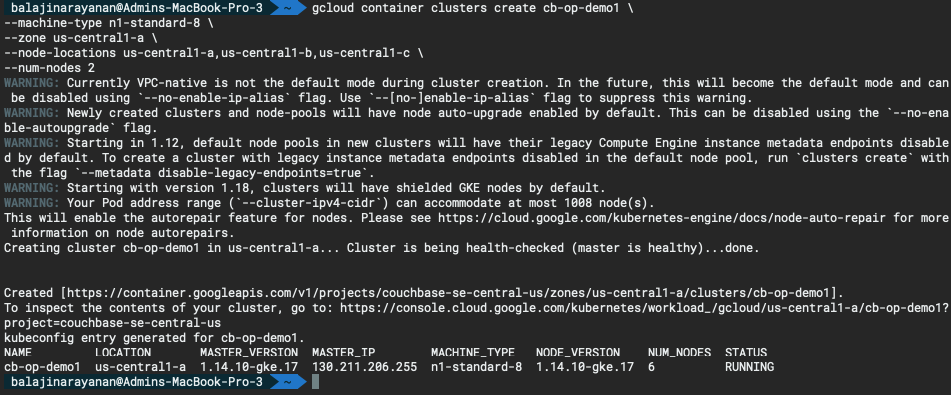 balajinarayanan@Admins-MacBook-Pro-3 ~ gcloud container clusters create cb-op-demo1 \
--machine-type n1-standard-8 \
--zone us-central1-a \
--node-locations us-central1-a,us-central1-b,us-central1-c \
--num-nodes 2
WARNING: Currently VPC-native is not the default mode during cluster creation. In the future, this will become the default mode and can
be disabled using `--no-enable-ip-alias` flag. Use `--[no-]enable-ip-alias` flag to suppress this warning.
WARNING: Newly created clusters and node-pools will have node auto-upgrade enabled by default. This can be disabled using the `--no-ena
ble-autoupgrade` flag.
WARNING: Starting in 1.12, default node pools in new clusters will have their legacy Compute Engine instance metadata endpoints disable
d by default. To create a cluster with legacy instance metadata endpoints disabled in the default node pool, run `clusters create` with
the flag `--metadata disable-legacy-endpoints=true`.
WARNING: Starting with version 1.18, clusters will have shielded GKE nodes by default.
WARNING: Your Pod address range (`--cluster-ipv4-cidr`) can accommodate at most 1008 node(s).
This will enable the autorepair feature for nodes. Please see https://cloud.google.com/kubernetes-engine/docs/node-auto-repair for more
information on node autorepairs.
Creating cluster cb-op-demo1 in us-central1-a... Cluster is being health-checked (master is healthy)...done.
Created [https://container.googleapis.com/v1/projects/couchbase-se-central-us/zones/us-central1-a/clusters/cb-op-demo1].
To inspect the contents of your cluster, go to: https://console.cloud.google.com/kubernetes/workload_/gcloud/us-central1-a/cb-op-demo1?
project=couchbase-se-central-us
kubeconfig entry generated for cb-op-demo1.
NAME LOCATION MASTER_VERSION MASTER_IP MACHINE_TYPE NODE_VERSION NUM_NODES STATUS
cb-op-demo1 us-central1-a 1.14.10-gke.17 130.211.206.255 n1-standard-8 1.14.10-gke.17 6 RUNNING
balajinarayanan@Admins-MacBook-Pro-3 ~